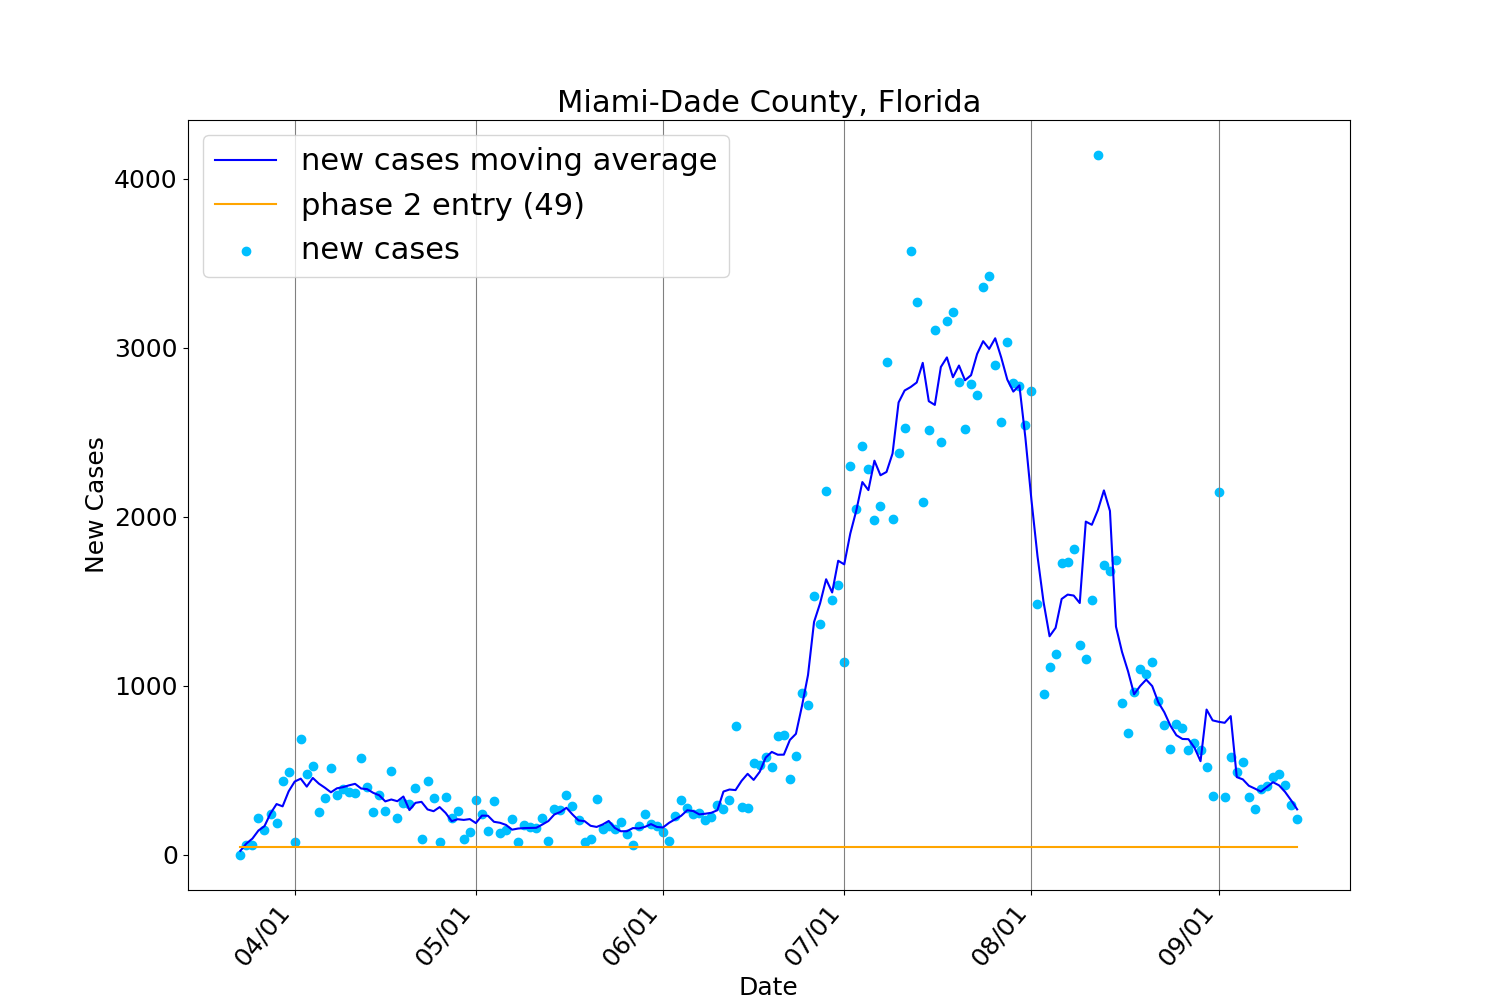 Miami-Dade County, Florida
new cases moving average
phase 2 entry (49)
new cases
4000
3000
2000
1000
0
New Cases
04/01
05/01
06/01
07/01
08/01
09/01
Date